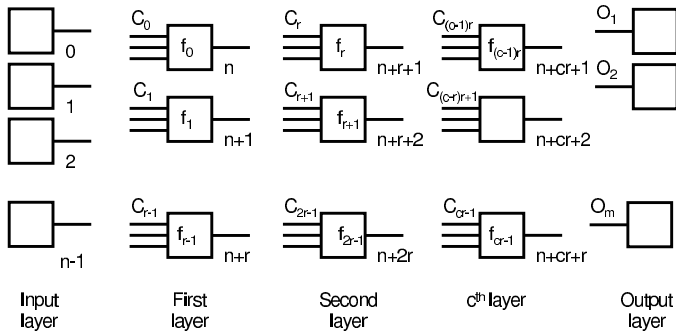 C0 Cr C(c-1)r O1
f0 fr f(c-1)r
0 n n+r+1 n+cr+1
C1 Cr+1 C(c-r)r+1 O2
1 f1 fr+1
2 n+1 n+r+2 n+cr+2
Cr-1 C2r-1 Ccr-1 Om
fr-1 f2r-1 fcr-1
n-1 n+r n+2r n+cr+r
Input layer
First layer
Second layer
cth layer
Output layer